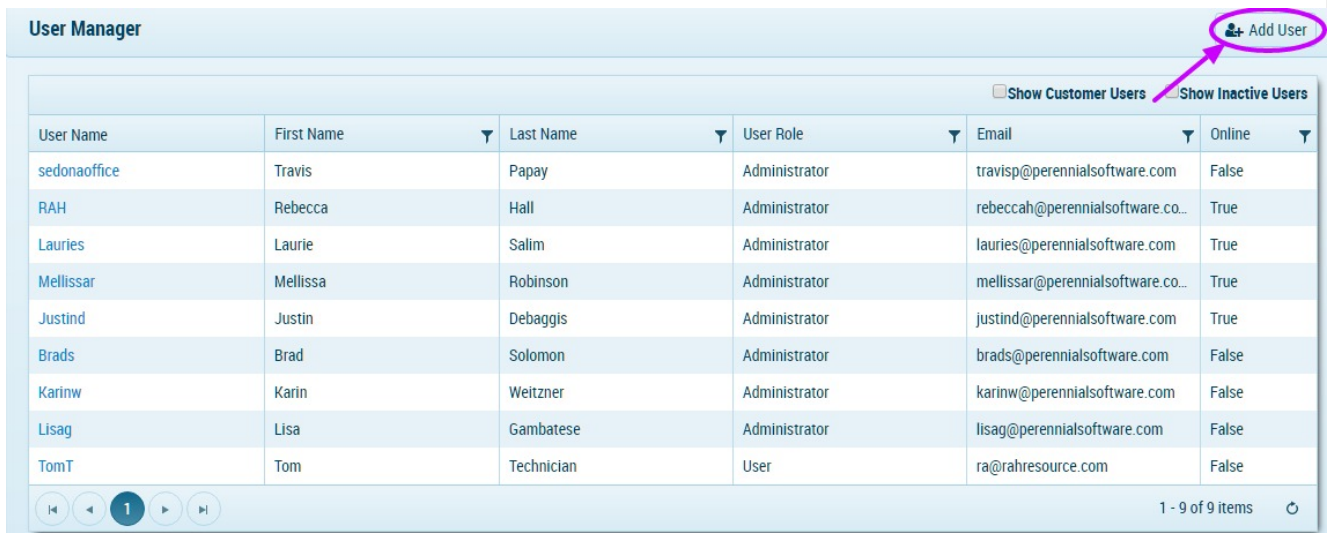 User Manager
Add User
Show Customer Users Show Inactive Users
User Name First Name Last Name User Role Email Online
sedonaoffice Travis Papay Administrator travisp@perennialsoftware.com False
RAH Rebecca Hall Administrator rebeccah@perennialsoftware.co... True
Lauries Laurie Salim Administrator lauries@perennialsoftware.com True
Mellissar Mellissa Robinson Administrator mellissar@perennialsoftware.co... True
Justind Justin Debaggis Administrator justind@perennialsoftware.com True
Brads Brad Solomon Administrator brads@perennialsoftware.com False
Karinw Karin Weitzner Administrator karinw@perennialsoftware.com False
Lisag Lisa Gambatese Administrator lisag@perennialsoftware.com False
TomT Tom Technician User ra@rahresource.com False
1 1 - 9 of 9 items